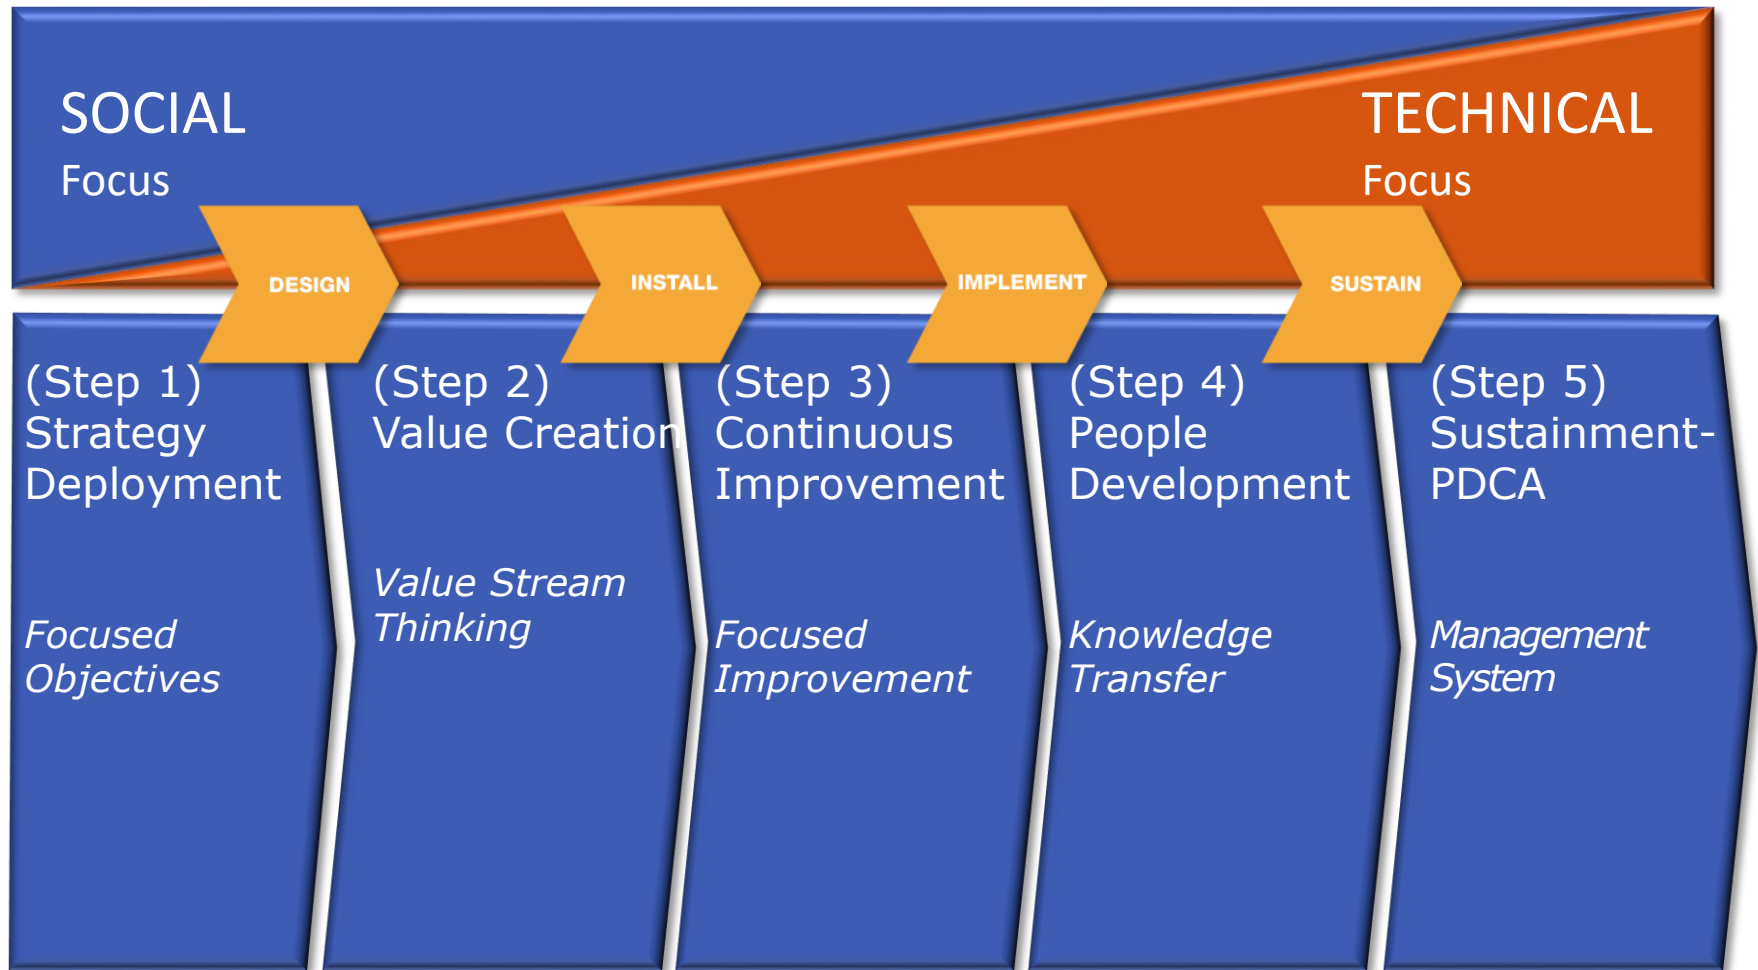 SOCIAL
Focus
TECHNICAL
Focus
DESIGN
INSTALL
IMPLEMENT
SUSTAIN
(Step 1)
Strategy
Deployment
Focused
Objectives
(Step 2)
Value Creation
Value Stream
Thinking
(Step 3)
Continuous
Improvement
Focused
Improvement
(Step 4)
People
Development
Knowledge
Transfer
(Step 5)
Sustainment-
PDCA
Management
System